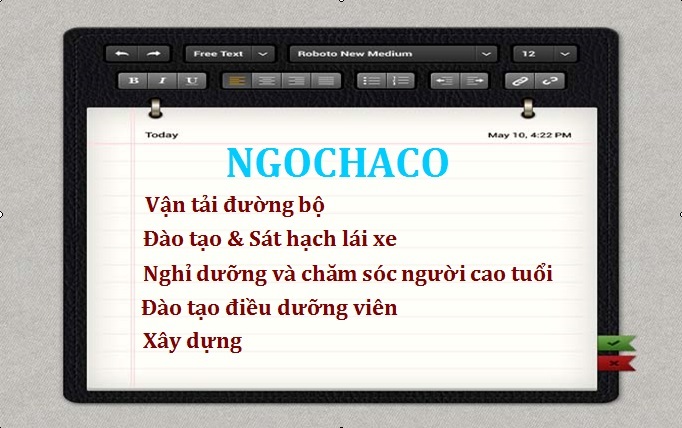 Free Text
Roboto New Medium
12
B I U
Today
May 10, 4:22 PM
NGOCHACO
Vận tải đường bộ
Đào tạo & Sát hạch lái xe
Nghỉ dưỡng và chăm sóc người cao tuổi
Đào tạo điều dưỡng viên
Xây dựng